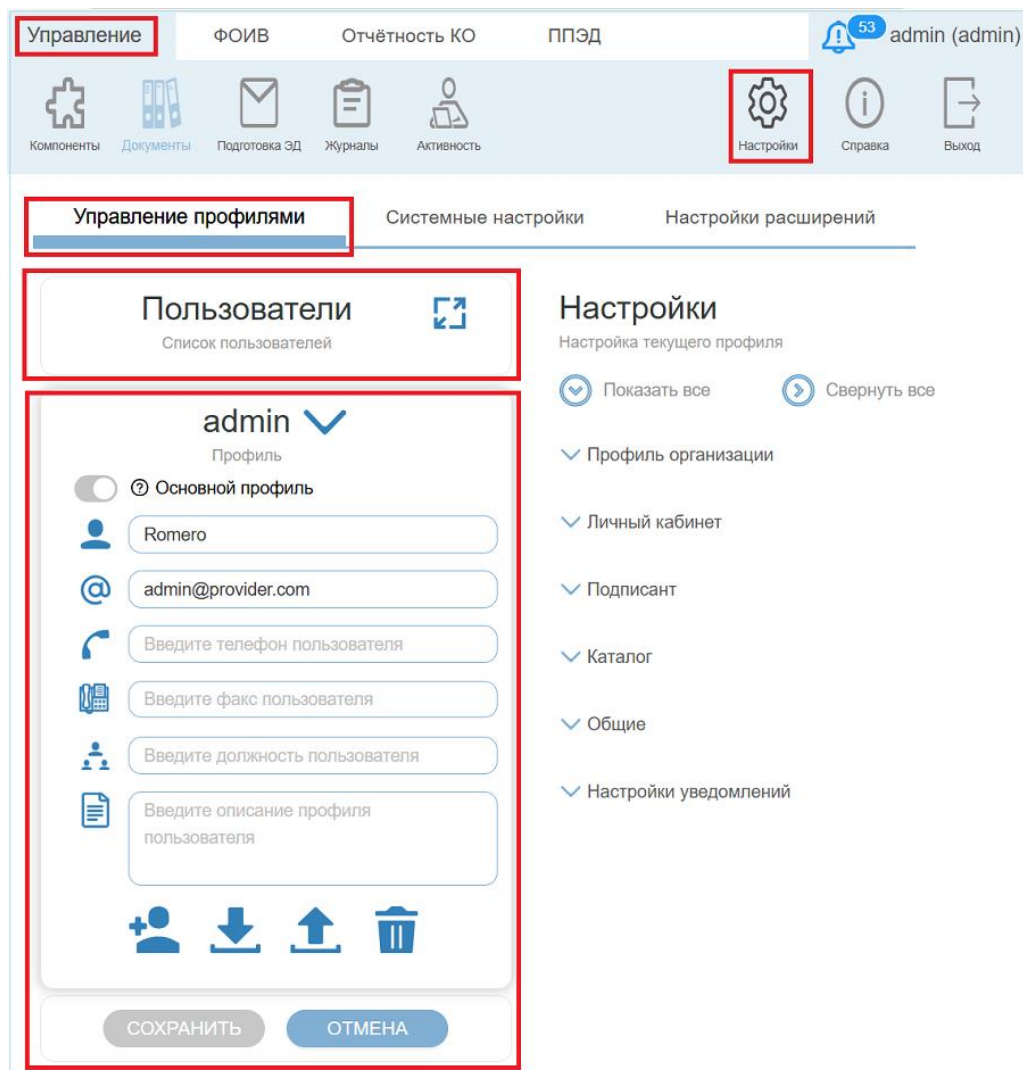 Управление
ФОИВ
Отчётность КО
ППЭД
53
admin (admin)
Компоненты
Документы
Подготовка ЭД
Журналы
Активность
Настройки
Справка
Выход
Управление профилями
Системные настройки
Настройки расширений
Пользователи
Список пользователей
admin
Профиль
Основной профиль
Romero
admin@provider.com
Введите телефон пользователя
Введите факс пользователя
Введите должность пользователя
Введите описание профиля
пользователя
СОХРАНИТЬ
ОТМЕНА
Настройки
Настройка текущего профиля
Показать все
Свернуть все
Профиль организации
Личный кабинет
Подписант
Каталог
Общие
Настройки уведомлений